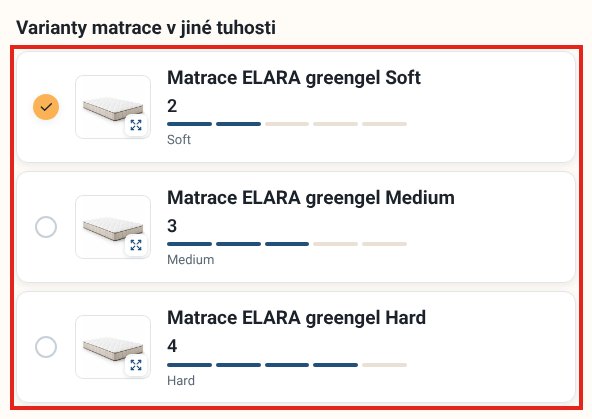 Varianty matrace v jiné tuhosti
Matrace ELARA greengel Soft
2
Soft
Matrace ELARA greengel Medium
3
Medium
Matrace ELARA greengel Hard
4
Hard